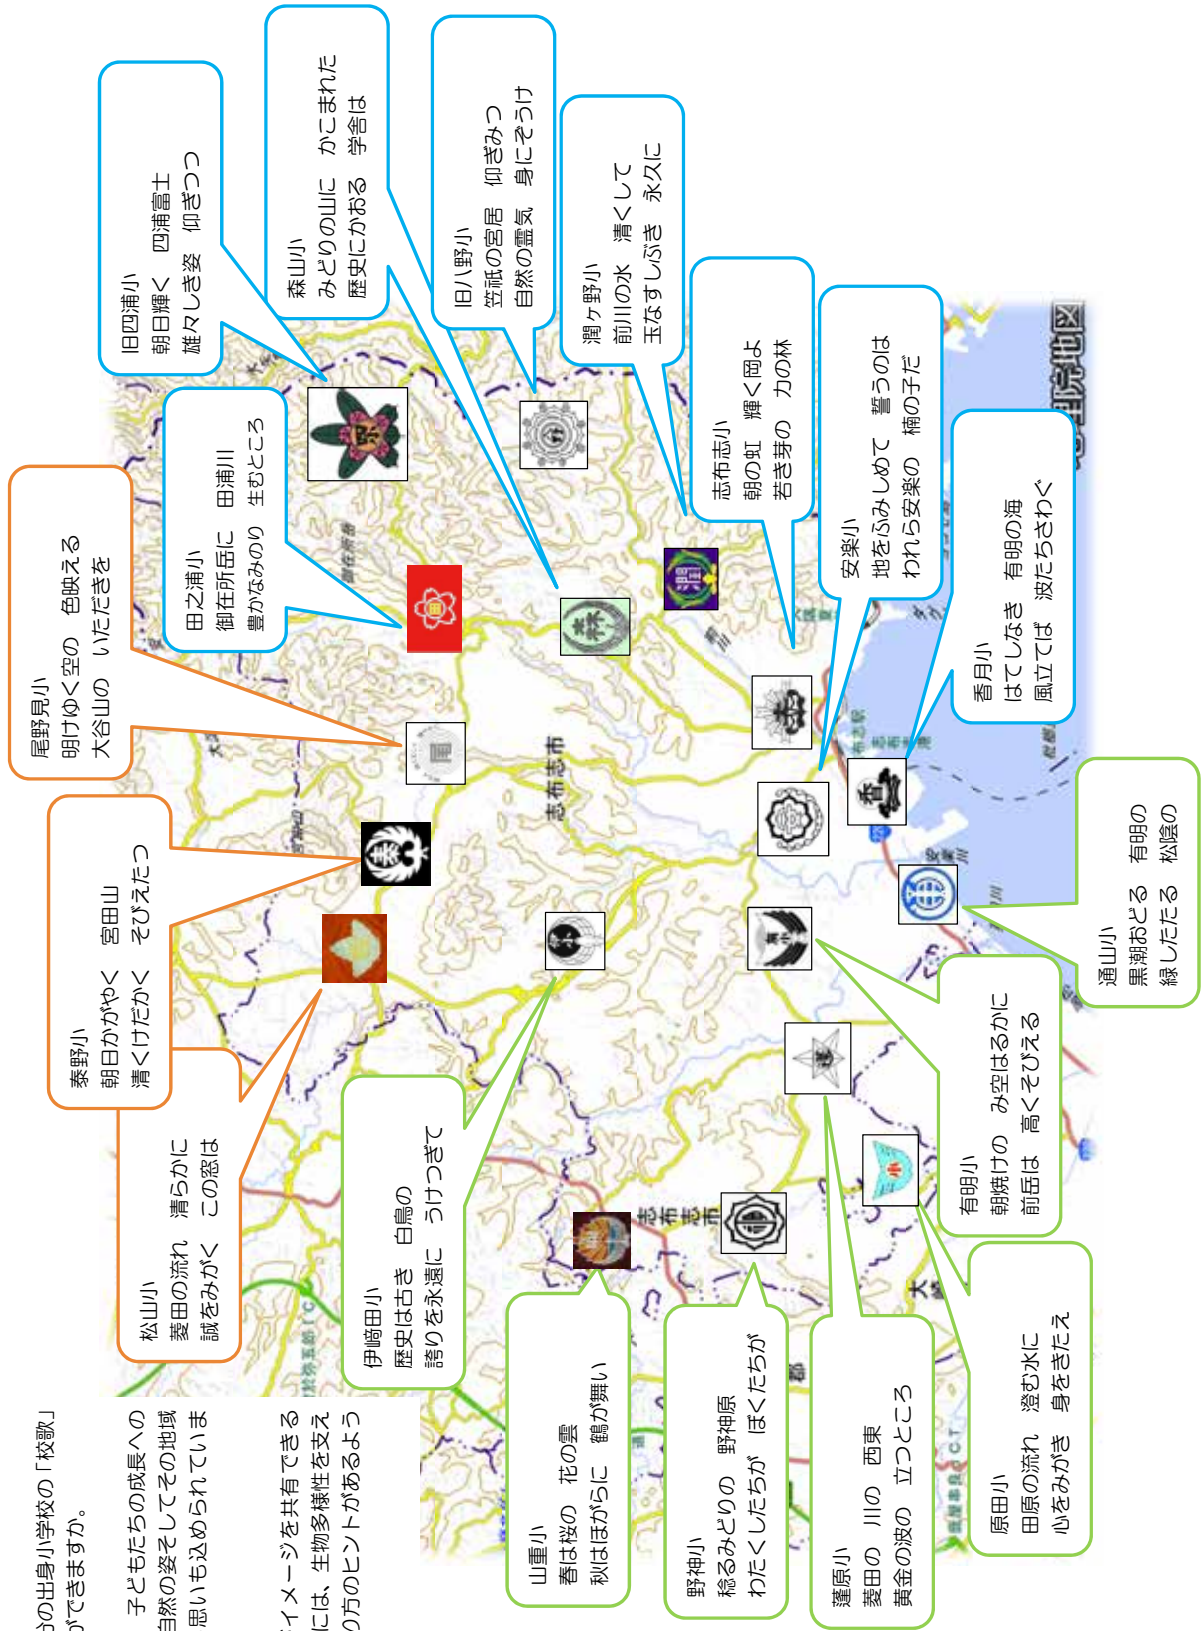 分の出身小学校の「校歌」
ができますか。
子どもたちの成長への
自然の姿そしてその地域
思いも込められていま
イメージを共有できる
には、生物多様性を支え
の方のヒントがあるよう
尾野見小
明けゆく空の　色映える
大谷山の　いただきを
泰野小
朝日かがやく　宮田山
清くけだかく　そびえたつ
松山小
菱田の流れ　清らかに
誠をみがく　この窓は
旧四浦小
朝日輝く　四浦富士
雄々しき姿　仰ぎつつ
田之浦小
御在所岳に　田浦川
豊かなみのり　生むところ
森山小
みどりの山に　かこまれた
歴史にかおる　学舎は
旧八野小
笠祇の宮居　仰ぎみつ
自然の霊気　身にぞうけ
潤ヶ野小
前川の水　清くして
玉なすしぶき　永久に
志布志小
朝の虹　輝く岡よ
若き芽の　力の林
安楽小
地をふみしめて　誓うのは
われら安楽の　楠の子だ
香月小
はてしなき　有明の海
風立てば　波たちさわぐ
伊﨑田小
歴史は古き　白鳥の
誇りを永遠に　うけつぎて
山重小
春は桜の　花の雲
秋はほがらに　鶴が舞い
野神小
稔るみどりの　野神原
わたくしたちが　ぼくたちが
蓬原小
菱田の　川の　西東
黄金の波の　立つところ
原田小
田原の流れ　澄む水に
心をみがき　身をきたえ
有明小
朝焼けの　み空はるかに
前岳は　高くそびえる
通山小
黒潮おどる　有明の
緑したたる　松陰の
志布志市
志布志市
御在所岳
前川
安楽川
田
尾
森
潤
香
小
大
郡
理院地図